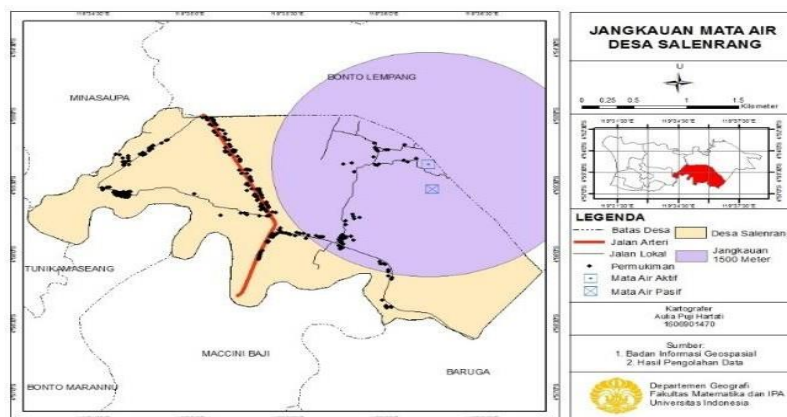 BONTO LEMPANG
MINASAUPA
TUNIKAMASEANG
MACCINI BAJI
BONTO MARANNU
BARUGA
JANGKAUAN MATA AIR
DESA SALENRANG
U
0 0.25 0.5 1 1.5
Kilometer
LEGENDA
Batas Desa
Desa Salenran
Jalan Arteri
Jalan Lokal
Jangkauan
1500 Meter
Permukiman
Mata Air Aktif
Mata Air Pasif
Kartografer
Aulia Puji Hartati
1606901470
Sumber:
1. Badan Informasi Geospasial
2. Hasil Pengolahan Data
Departemen Geografi
Fakultas Matematika dan IPA
Universitas Indonesia